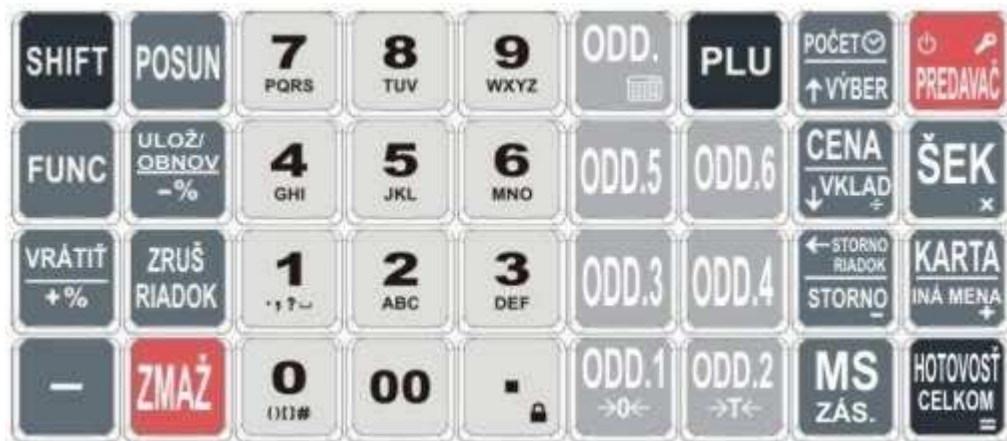 SHIFT POSUN 7 8 9 ODD. PLU POČET PREDAVAČ
PQRS TUV WXYZ ↑VÝBER
FUNC ULOŽ/ 4 5 6 ODD.5 ODD.6 CENA ŠEK
OBNOV GHI JKL MNO ↓VKLAD ×
-% ÷
VRÁTIŤ ZRUŠ 1 2 3 ODD.3 ODD.4 ←STORNO KARTA
+% RIADOK .,?⎵ ABC DEF RIADOK INÁ MENA
STORNO +
−
— ZMAŽ 0 00 . ODD.1 ODD.2 MS HOTOVOSŤ
()[]# →0← →T← ZÁS. CELKOM
=